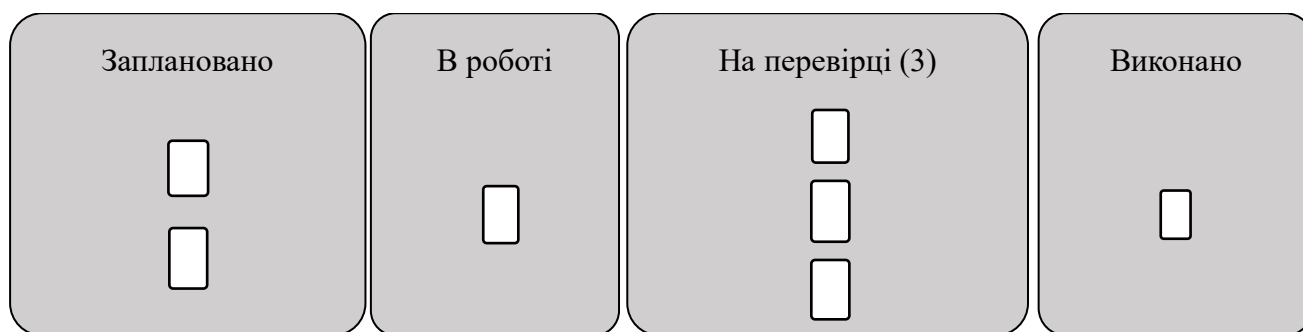 Заплановано
В роботі
На перевірці (3)
Виконано